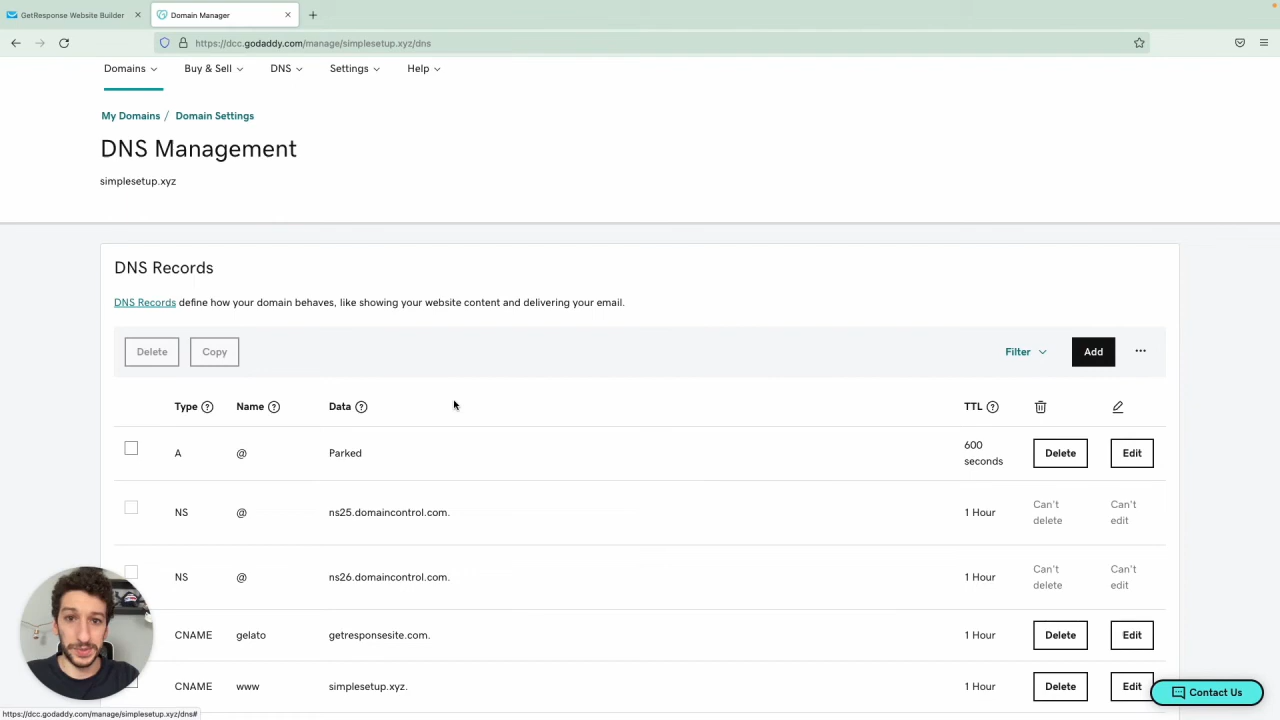 GetResponse Website Builder
Domain Manager
https://dcc.godaddy.com/manage/simplesetup.xyz/dns
Domains
Buy & Sell
DNS
Settings
Help
My Domains / Domain Settings
DNS Management
simplesetup.xyz
DNS Records
DNS Records define how your domain behaves, like showing your website content and delivering your email.
Delete
Copy
Filter
Add
Type
Name
Data
TTL
A @ Parked 600 seconds Delete Edit
NS @ ns25.domaincontrol.com. 1 Hour Can't delete Can't edit
NS @ ns26.domaincontrol.com. 1 Hour Can't delete Can't edit
CNAME gelato getresponsesite.com. 1 Hour Delete Edit
CNAME www simplesetup.xyz. 1 Hour Delete Edit
Contact Us
https://dcc.godaddy.com/manage/simplesetup.xyz/dns#